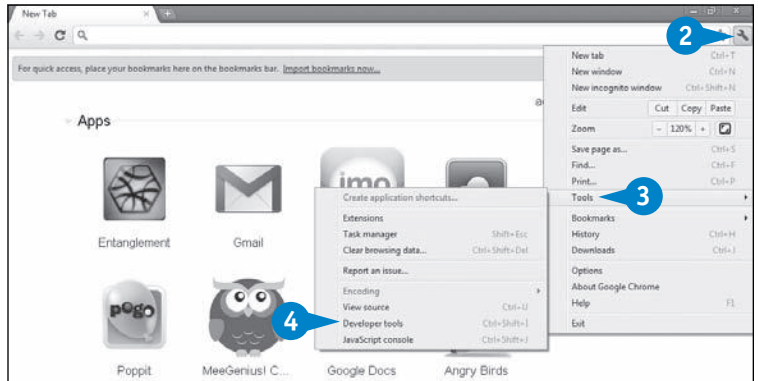 New Tab
2
For quick access, place your bookmarks here on the bookmarks bar. Import bookmarks now...
Apps
Entanglement
Gmail
imo
pogo
Poppit
MeeGenius! C...
Google Docs
Angry Birds
New tab Ctrl+T
New window Ctrl+N
New incognito window Ctrl+Shift+N
Edit Cut Copy Paste
Zoom - 120% +
Save page as... Ctrl+S
Find... Ctrl+F
Print... Ctrl+P
Tools 3
Bookmarks
History Ctrl+H
Downloads Ctrl+J
Options
About Google Chrome
Help F1
Exit
Create application shortcuts...
Extensions
Task manager Shift+Esc
Clear browsing data... Ctrl+Shift+Del
Report an issue...
Encoding
View source Ctrl+U
4 Developer tools Ctrl+Shift+I
JavaScript console Ctrl+Shift+J